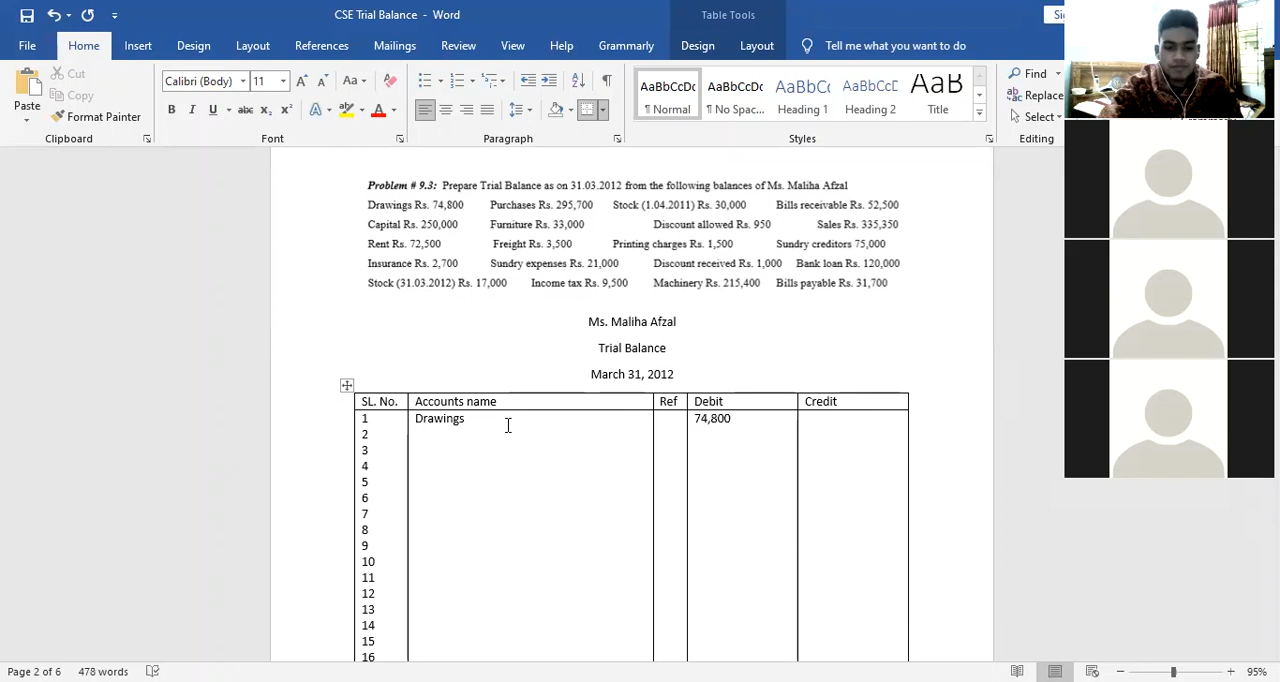 CSE Trial Balance - Word
Table Tools
File Home Insert Design Layout References Mailings Review View Help Grammarly Design Layout Tell me what you want to do
Cut
Copy
Format Painter
Paste
Clipboard
Calibri (Body) 11
Font
Paragraph
AaBbCcDc AaBbCcDc AaBbCc AaBbCcC AaB
¶ Normal ¶ No Spac... Heading 1 Heading 2 Title
Styles
Find
Replace
Select
Editing
Problem # 9.3: Prepare Trial Balance as on 31.03.2012 from the following balances of Ms. Maliha Afzal
Drawings Rs. 74,800 Purchases Rs. 295,700 Stock (1.04.2011) Rs. 30,000 Bills receivable Rs. 52,500
Capital Rs. 250,000 Furniture Rs. 33,000 Discount allowed Rs. 950 Sales Rs. 335,350
Rent Rs. 72,500 Freight Rs. 3,500 Printing charges Rs. 1,500 Sundry creditors 75,000
Insurance Rs. 2,700 Sundry expenses Rs. 21,000 Discount received Rs. 1,000 Bank loan Rs. 120,000
Stock (31.03.2012) Rs. 17,000 Income tax Rs. 9,500 Machinery Rs. 215,400 Bills payable Rs. 31,700
Ms. Maliha Afzal
Trial Balance
March 31, 2012
SL. No. Accounts name Ref Debit Credit
1 Drawings 74,800
2
3
4
5
6
7
8
9
10
11
12
13
14
15
16
Page 2 of 6 478 words 95%